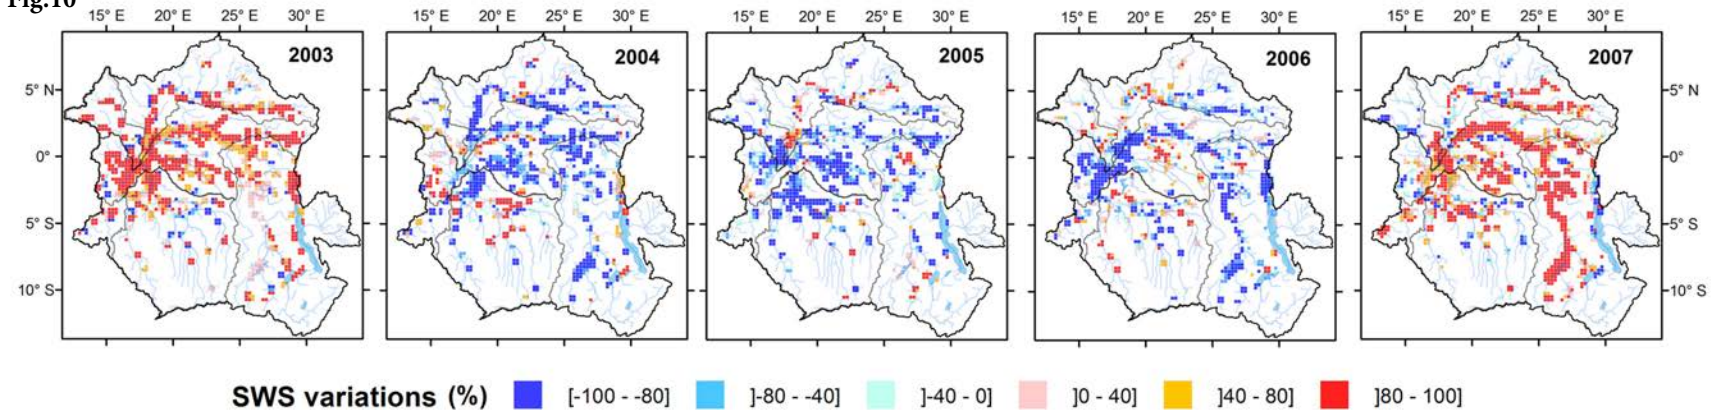 Fig.10
15° E 20° E 25° E 30° E 15° E 20° E 25° E 30° E 15° E 20° E 25° E 30° E 15° E 20° E 25° E 30° E 15° E 20° E 25° E 30° E
2003 2004 2005 2006 2007
5° N 5° N
0° 0°
5° S 5° S
10° S 10° S
SWS variations (%) [-100 - -80] ]-80 - -40] ]-40 - 0] ]0 - 40] ]40 - 80] ]80 - 100]